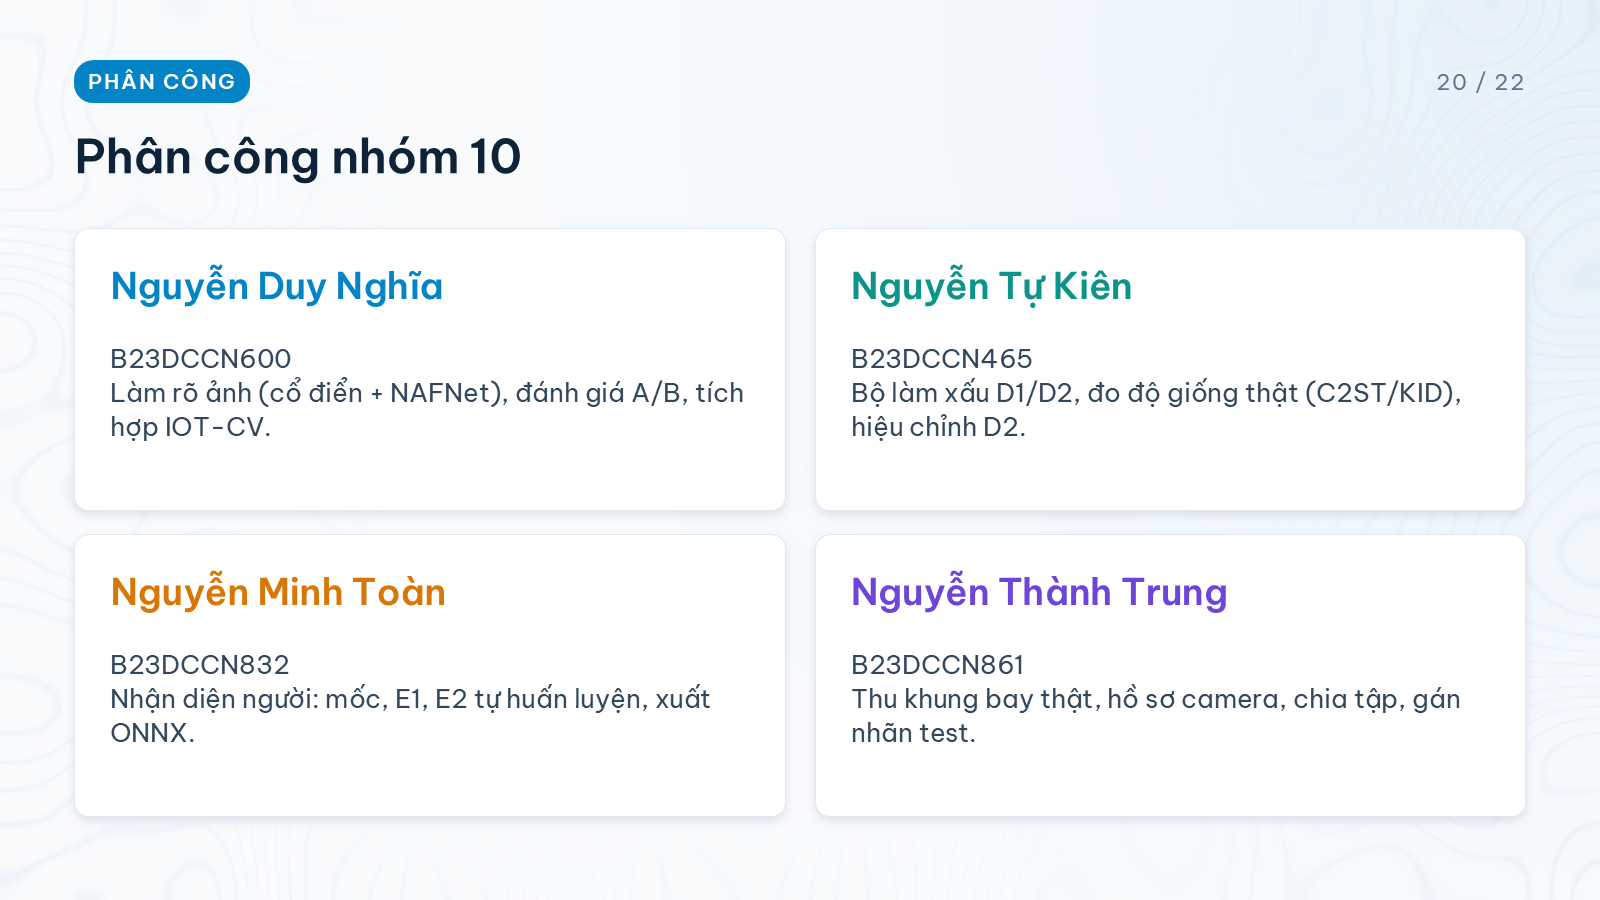 PHÂN CÔNG
20 / 22
Phân công nhóm 10
Nguyễn Duy Nghĩa
B23DCCN600
Làm rõ ảnh (cổ điển + NAFNet), đánh giá A/B, tích
hợp IOT-CV.
Nguyễn Tự Kiên
B23DCCN465
Bộ làm xấu D1/D2, đo độ giống thật (C2ST/KID),
hiệu chỉnh D2.
Nguyễn Minh Toàn
B23DCCN832
Nhận diện người: mốc, E1, E2 tự huấn luyện, xuất
ONNX.
Nguyễn Thành Trung
B23DCCN861
Thu khung bay thật, hồ sơ camera, chia tập, gán
nhãn test.